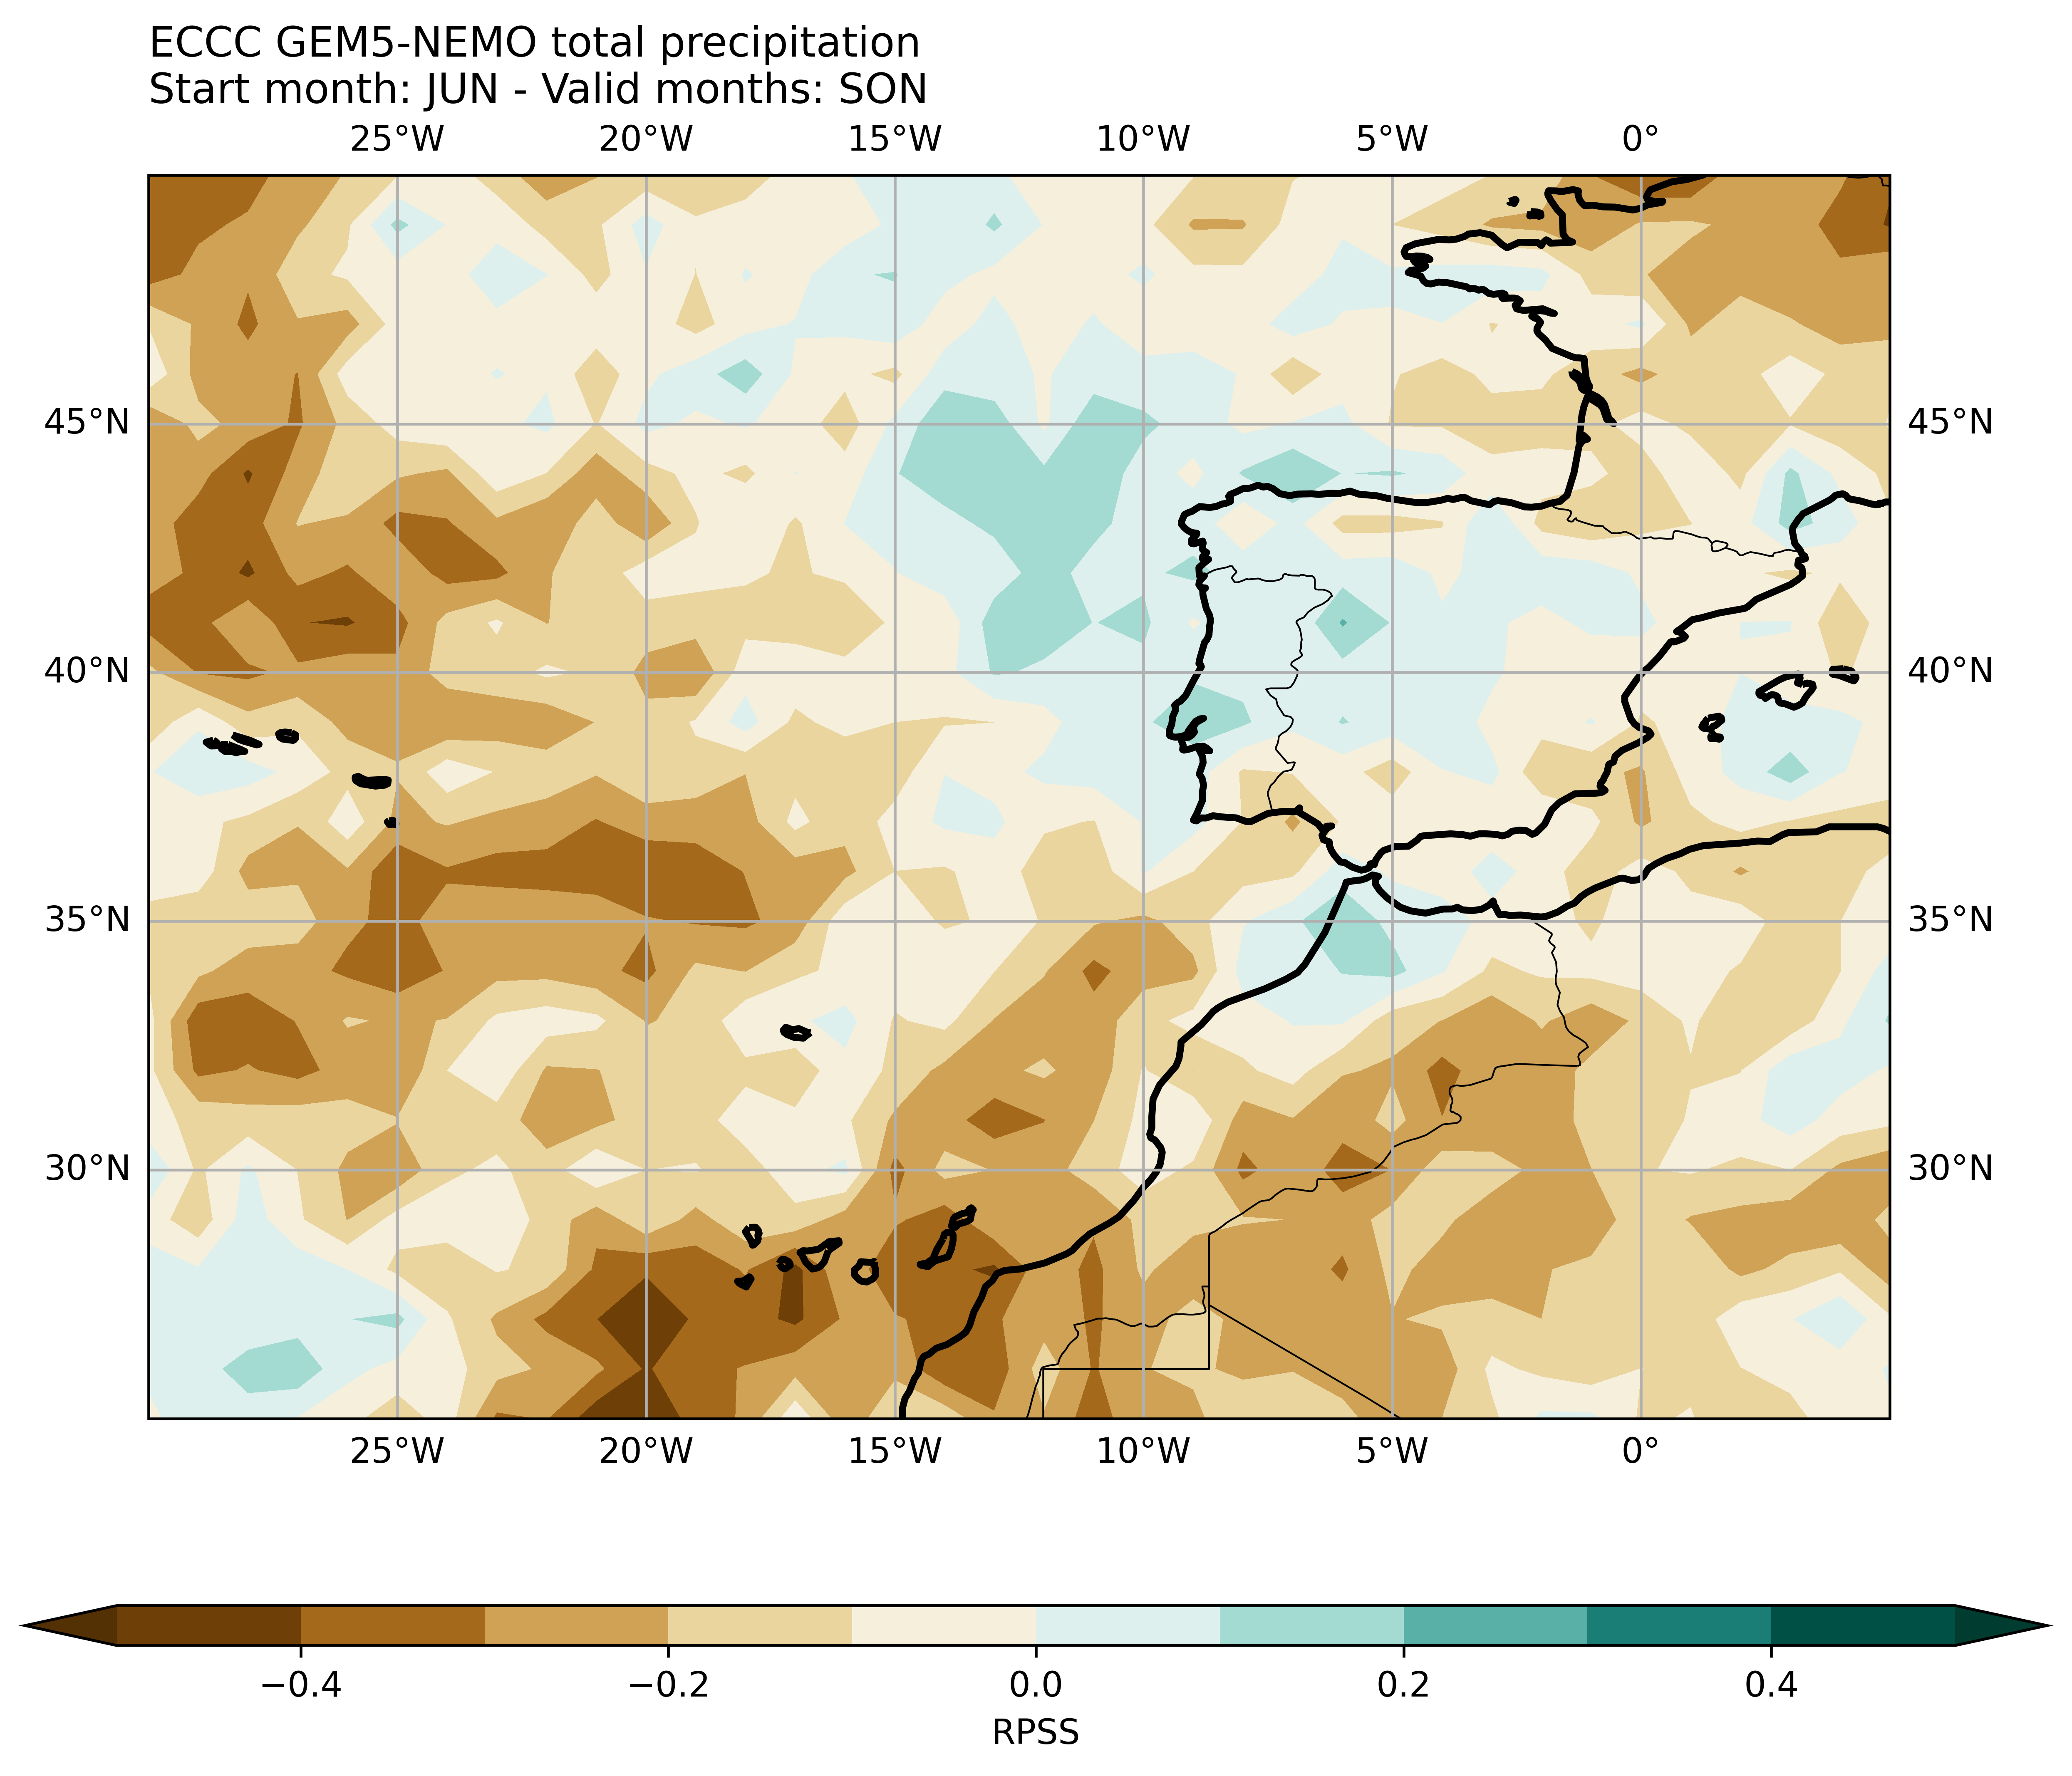 ECCC GEM5-NEMO total precipitation
Start month: JUN - Valid months: SON
25°W 20°W 15°W 10°W 5°W 0°
45°N 45°N
40°N 40°N
35°N 35°N
30°N 30°N
25°W 20°W 15°W 10°W 5°W 0°
−0.4 −0.2 0.0 0.2 0.4
RPSS